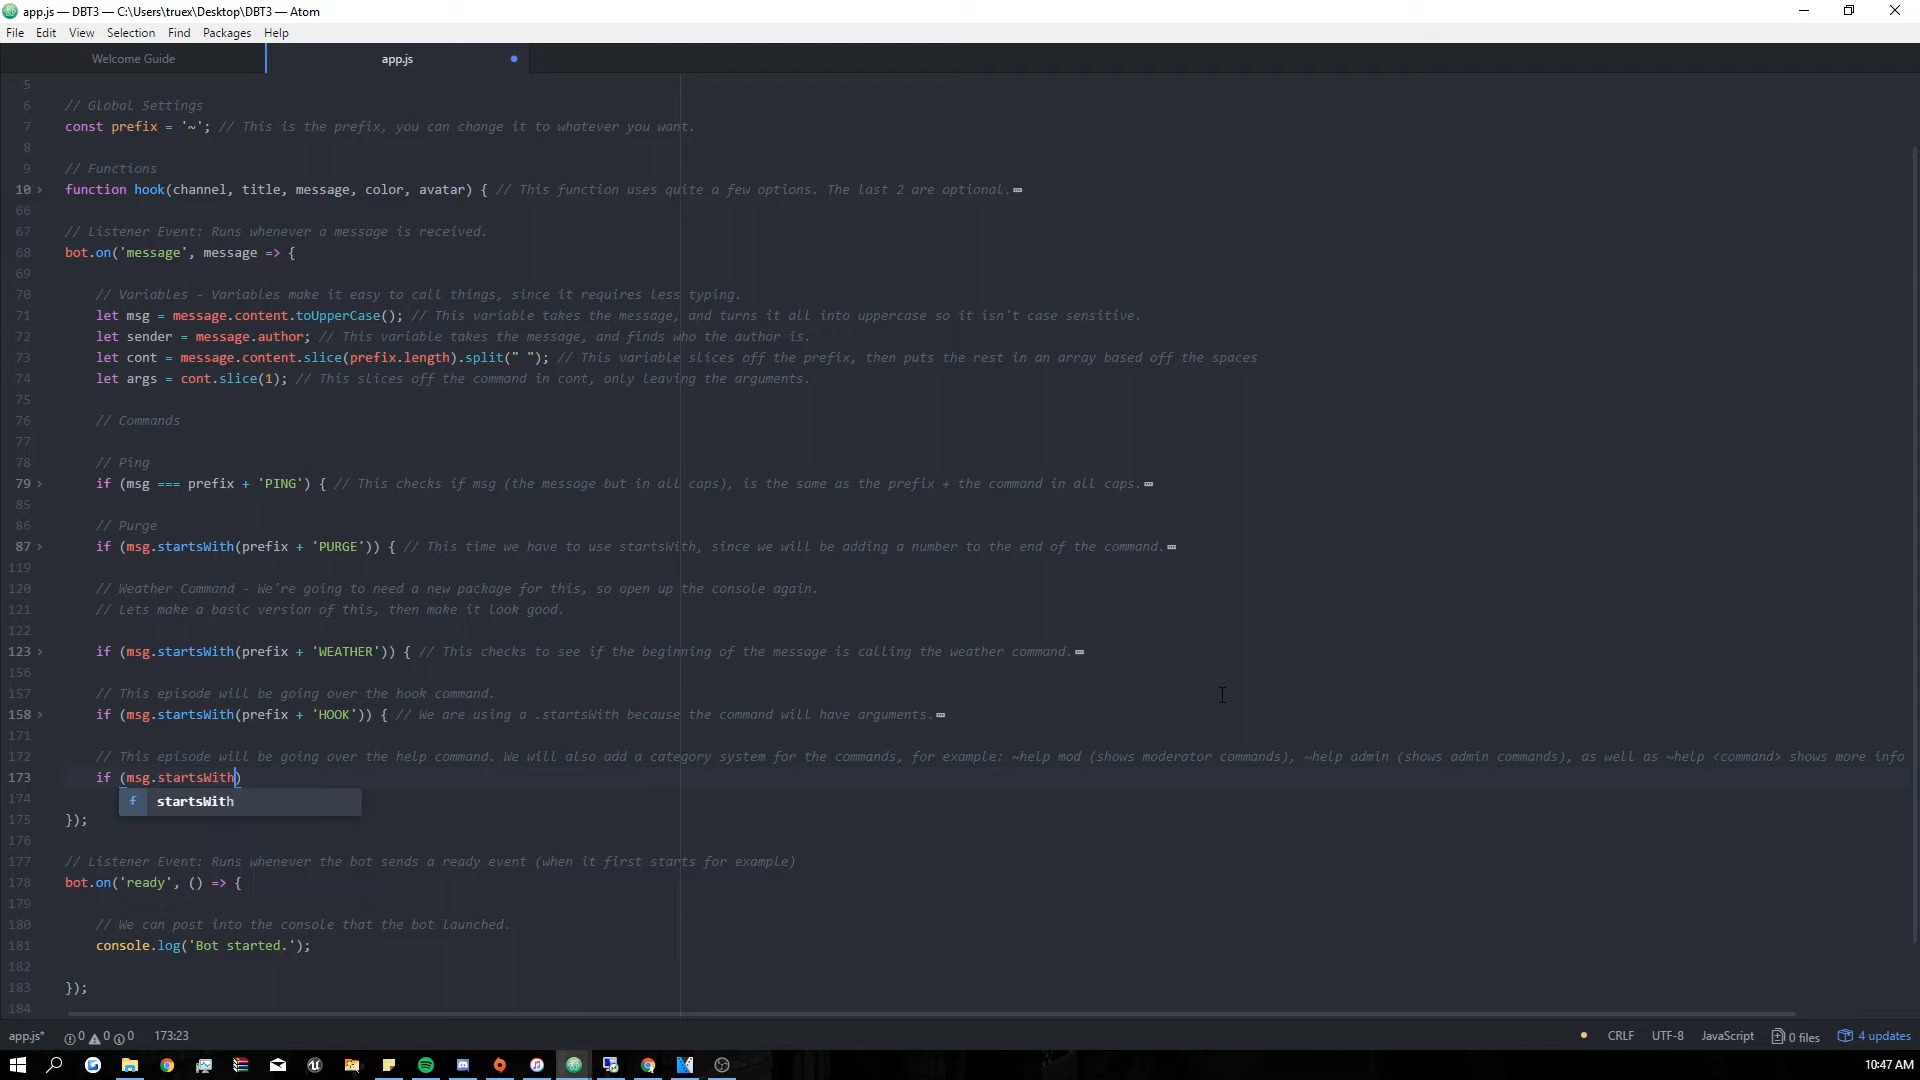 app.js — DBT3 — C:\Users\truex\Desktop\DBT3 — Atom
File Edit View Selection Find Packages Help
Welcome Guide app.js
5
6 // Global Settings
7 const prefix = '~'; // This is the prefix, you can change it to whatever you want.
8
9 // Functions
10 function hook(channel, title, message, color, avatar) { // This function uses quite a few options. The last 2 are optional.
66
67 // Listener Event: Runs whenever a message is received.
68 bot.on('message', message => {
69
70 // Variables - Variables make it easy to call things, since it requires less typing.
71 let msg = message.content.toUpperCase(); // This variable takes the message, and turns it all into uppercase so it isn't case sensitive.
72 let sender = message.author; // This variable takes the message, and finds who the author is.
73 let cont = message.content.slice(prefix.length).split(" "); // This variable slices off the prefix, then puts the rest in an array based off the spaces
74 let args = cont.slice(1); // This slices off the command in cont, only leaving the arguments.
75
76 // Commands
77
78 // Ping
79 if (msg === prefix + 'PING') { // This checks if msg (the message but in all caps), is the same as the prefix + the command in all caps.
85
86 // Purge
87 if (msg.startsWith(prefix + 'PURGE')) { // This time we have to use startsWith, since we will be adding a number to the end of the command.
119
120 // Weather Command - We're going to need a new package for this, so open up the console again.
121 // Lets make a basic version of this, then make it look good.
122
123 if (msg.startsWith(prefix + 'WEATHER')) { // This checks to see if the beginning of the message is calling the weather command.
156
157 // This episode will be going over the hook command.
158 if (msg.startsWith(prefix + 'HOOK')) { // We are using a .startsWith because the command will have arguments.
171
172 // This episode will be going over the help command. We will also add a category system for the commands, for example: ~help mod (shows moderator commands), ~help admin (shows admin commands), as well as ~help <command> shows more info
173 if (msg.startsWith)
174
startsWith
175 });
176
177 // Listener Event: Runs whenever the bot sends a ready event (when it first starts for example)
178 bot.on('ready', () => {
179
180 // We can post into the console that the bot launched.
181 console.log('Bot started.');
182
183 });
184
app.js* 0 0 0 173:23 CRLF UTF-8 JavaScript 0 files 4 updates
10:47 AM